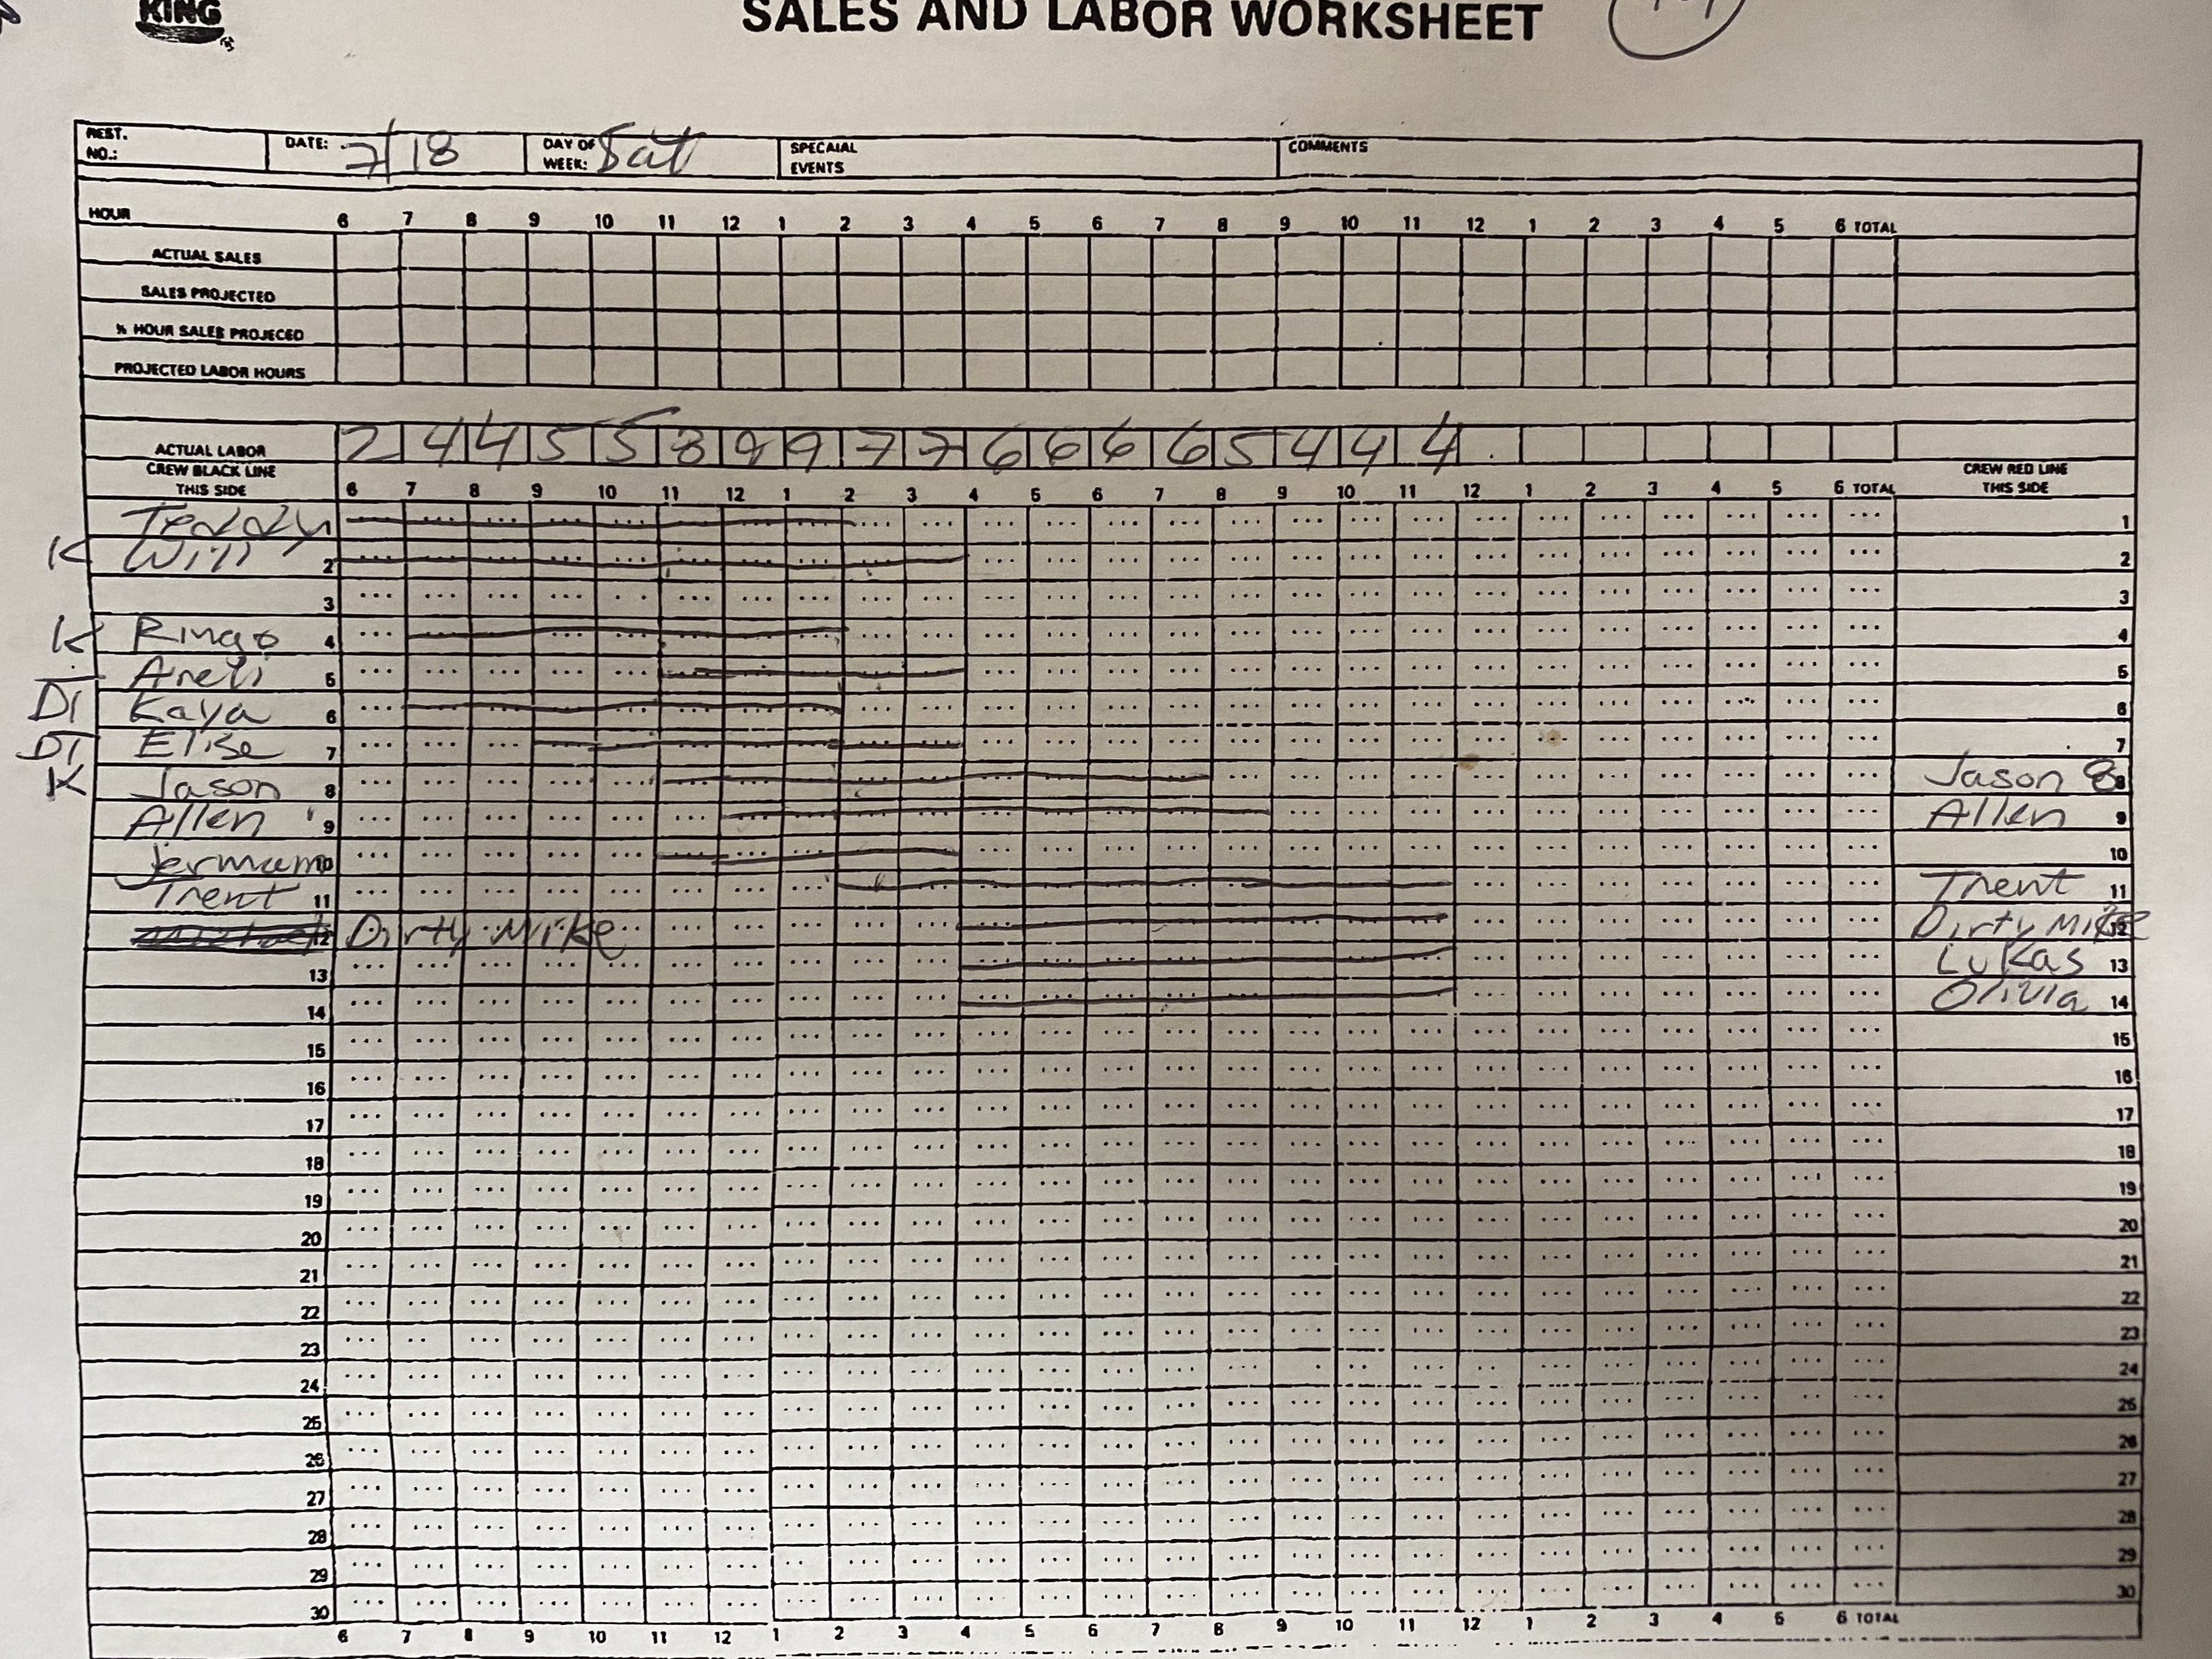 KING
SALES AND LABOR WORKSHEET
REST. NO.: DATE: 7/18 DAY OF WEEK: Sat SPECAIAL EVENTS COMMENTS
HOUR 6 7 8 9 10 11 12 1 2 3 4 5 6 7 8 9 10 11 12 1 2 3 4 5 6 TOTAL
ACTUAL SALES
SALES PROJECTED
% HOUR SALES PROJECED
PROJECTED LABOR HOURS
ACTUAL LABOR 2 4 4 5 5 8 9 9 7 7 6 6 6 6 5 4 4 4
CREW BLACK LINE THIS SIDE 6 7 8 9 10 11 12 1 2 3 4 5 6 7 8 9 10 11 12 1 2 3 4 5 6 TOTAL CREW RED LINE THIS SIDE
Teddy 1
K Will 2 2
3 3
K Ringo 4 4
Areli 5 5
DT Kaya 6 6
DT Elise 7 7
K Jason 8 Jason 8 8
Allen 9 Allen 9
10 10
Trent 11 Trent 11
12 Dirty Mike Dirty Mike 12
13 Lukas 13
14 Olivia 14
15 15
16 16
17 17
18 18
19 19
20 20
21 21
22 22
23 23
24 24
25 25
26 26
27 27
28 28
29 29
30 30
6 7 8 9 10 11 12 1 2 3 4 5 6 7 8 9 10 11 12 1 2 3 4 5 6 TOTAL